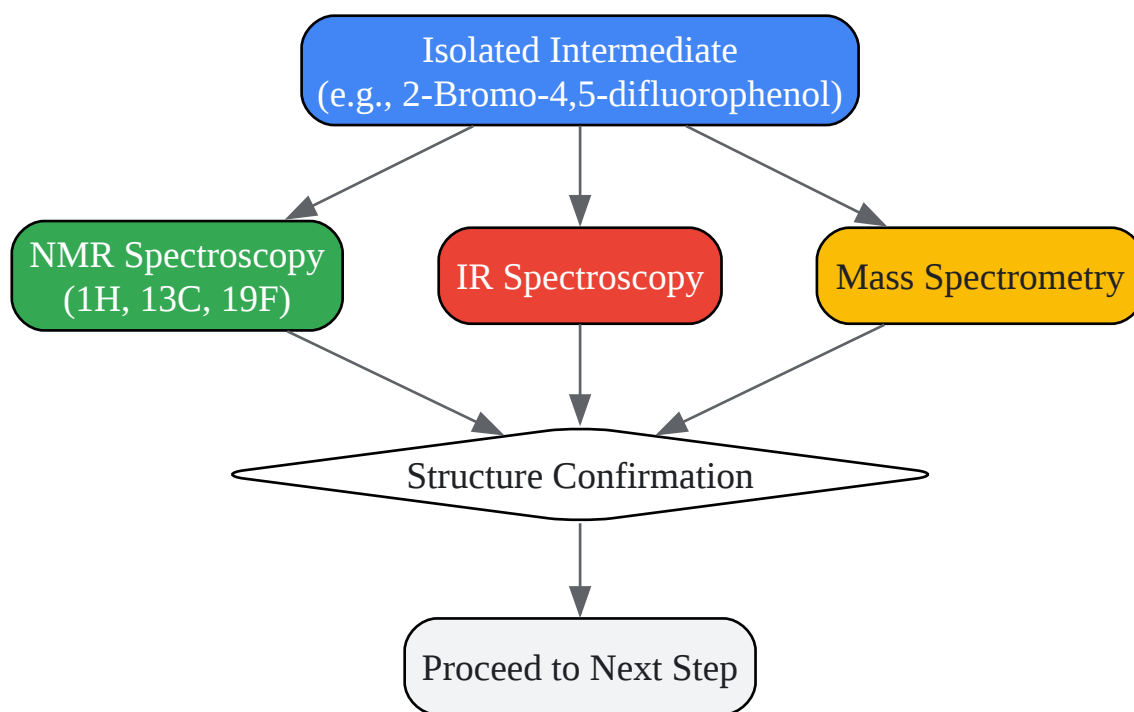 Isolated Intermediate
(e.g., 2-Bromo-4,5-difluorophenol)
NMR Spectroscopy
(1H, 13C, 19F)
IR Spectroscopy
Mass Spectrometry
Structure Confirmation
Proceed to Next Step